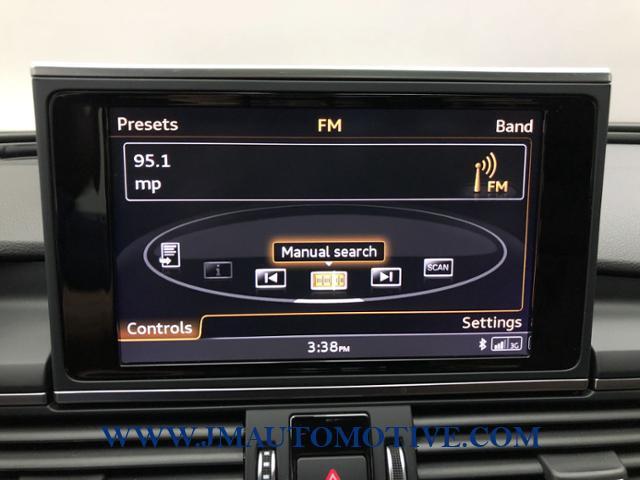 Presets FM Band
95.1
mp
FM
Manual search
i
SCAN
Controls
Settings
3:38PM
3G
WWW.JMAUTOMOTIVE.COM